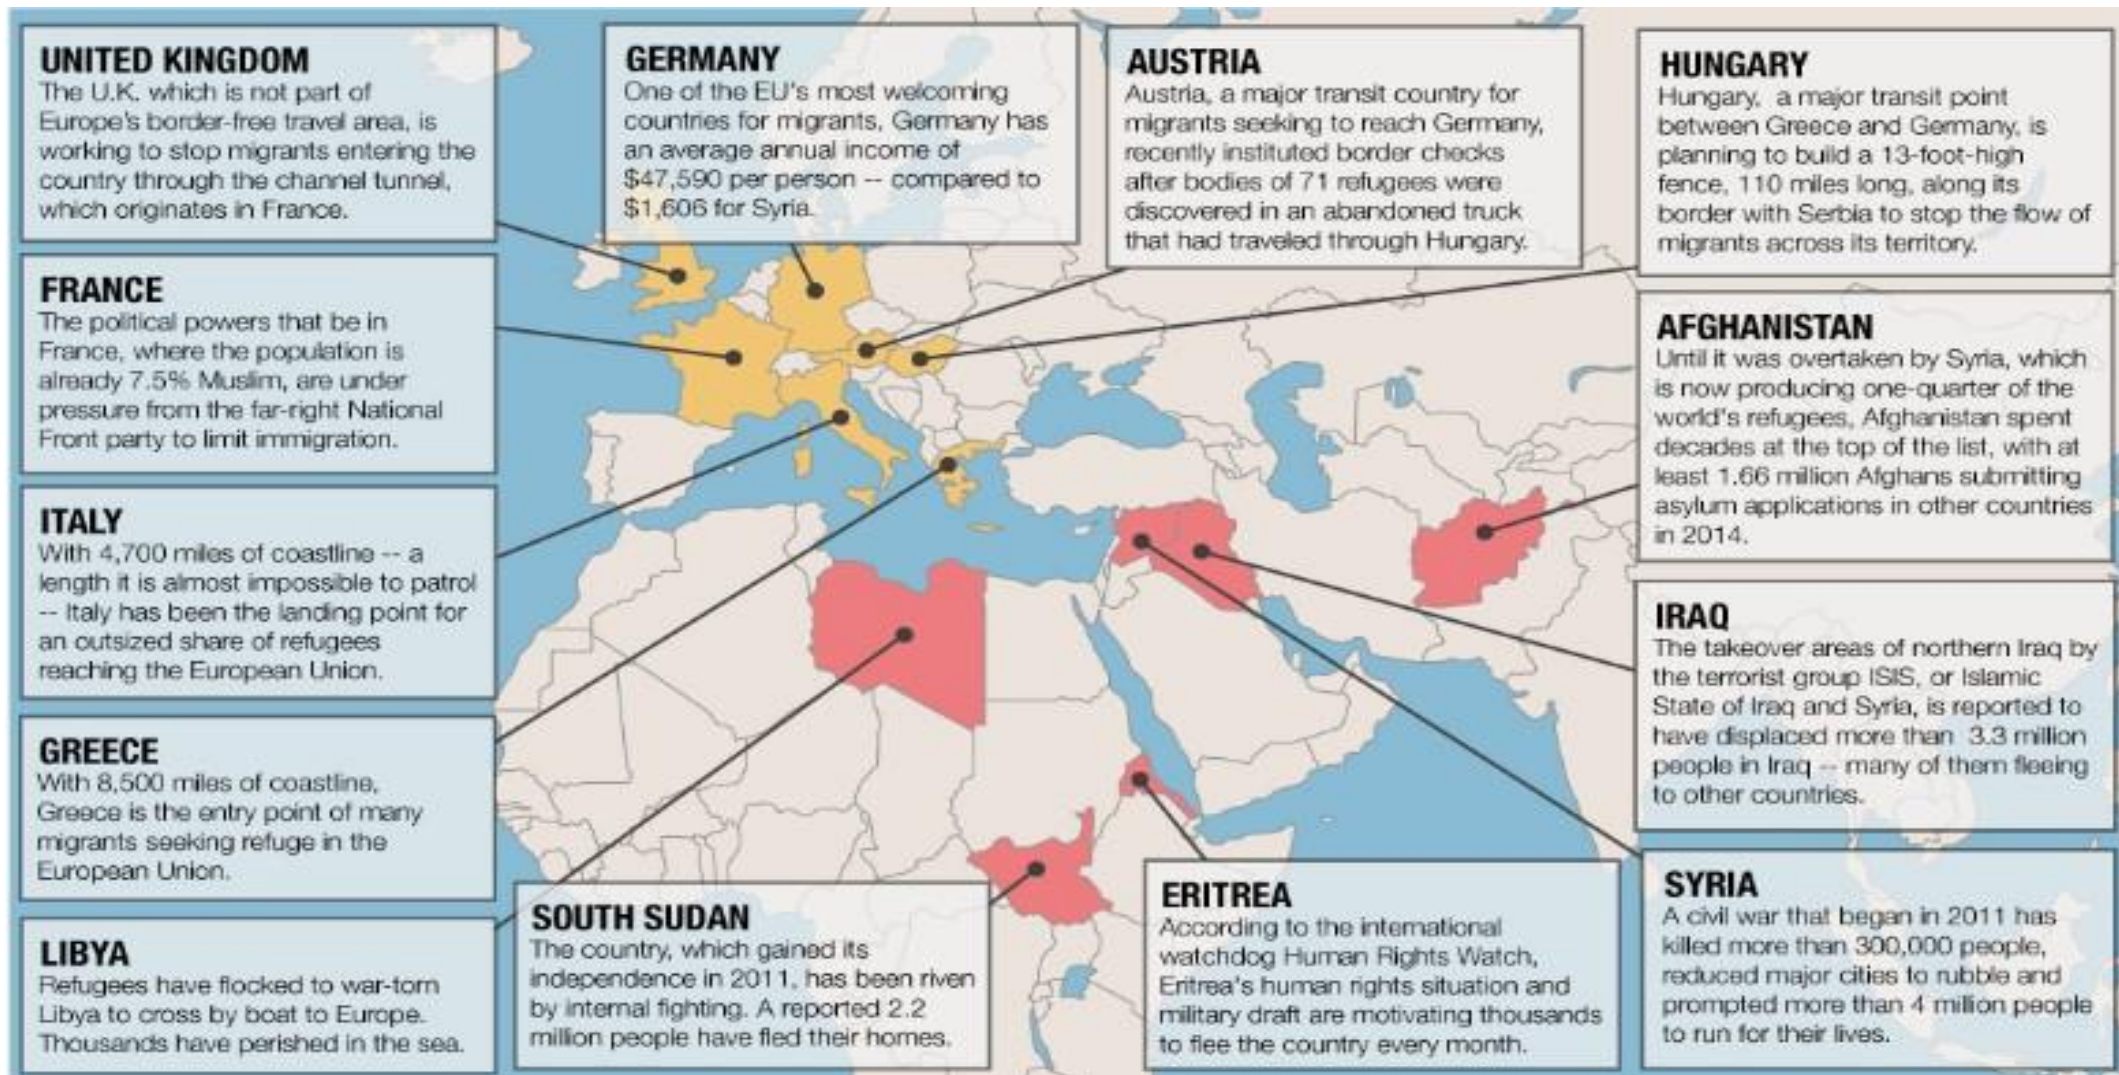 UNITED KINGDOM
The U.K. which is not part of
Europe's border-free travel area, is
working to stop migrants entering the
country through the channel tunnel,
which originates in France.
FRANCE
The political powers that be in
France, where the population is
already 7.5% Muslim, are under
pressure from the far-right National
Front party to limit immigration.
ITALY
With 4,700 miles of coastline -- a
length it is almost impossible to patrol
-- Italy has been the landing point for
an outsized share of refugees
reaching the European Union.
GREECE
With 8,500 miles of coastline,
Greece is the entry point of many
migrants seeking refuge in the
European Union.
LIBYA
Refugees have flocked to war-torn
Libya to cross by boat to Europe.
Thousands have perished in the sea.
GERMANY
One of the EU's most welcoming
countries for migrants, Germany has
an average annual income of
$47,590 per person -- compared to
$1,606 for Syria.
SOUTH SUDAN
The country, which gained its
independence in 2011, has been riven
by internal fighting. A reported 2.2
million people have fled their homes.
AUSTRIA
Austria, a major transit country for
migrants seeking to reach Germany,
recently instituted border checks
after bodies of 71 refugees were
discovered in an abandoned truck
that had traveled through Hungary.
ERITREA
According to the international
watchdog Human Rights Watch,
Eritrea's human rights situation and
military draft are motivating thousands
to flee the country every month.
HUNGARY
Hungary, a major transit point
between Greece and Germany, is
planning to build a 13-foot-high
fence, 110 miles long, along its
border with Serbia to stop the flow of
migrants across its territory.
AFGHANISTAN
Until it was overtaken by Syria, which
is now producing one-quarter of the
world's refugees, Afghanistan spent
decades at the top of the list, with at
least 1.66 million Afghans submitting
asylum applications in other countries
in 2014.
IRAQ
The takeover areas of northern Iraq by
the terrorist group ISIS, or Islamic
State of Iraq and Syria, is reported to
have displaced more than 3.3 million
people in Iraq -- many of them fleeing
to other countries.
SYRIA
A civil war that began in 2011 has
killed more than 300,000 people,
reduced major cities to rubble and
prompted more than 4 million people
to run for their lives.